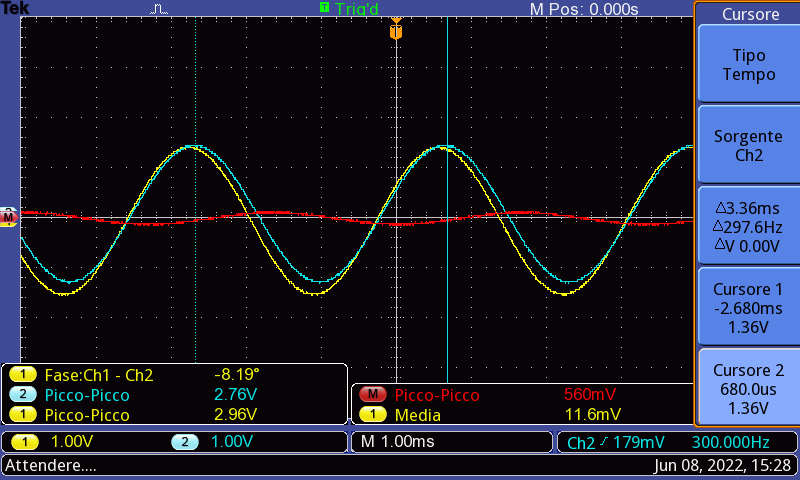 Tek
T Trig'd
M Pos: 0.000s
Cursore
T
Tipo
Tempo
Sorgente
Ch2
△3.36ms
△297.6Hz
△V 0.00V
Cursore 1
-2.680ms
1.36V
Cursore 2
680.0us
1.36V
M
1 Fase:Ch1 - Ch2 -8.19°
2 Picco-Picco 2.76V
1 Picco-Picco 2.96V
M Picco-Picco 560mV
1 Media 11.6mV
1 1.00V 2 1.00V
M 1.00ms
Ch2 179mV 300.000Hz
Attendere.... Jun 08, 2022, 15:28